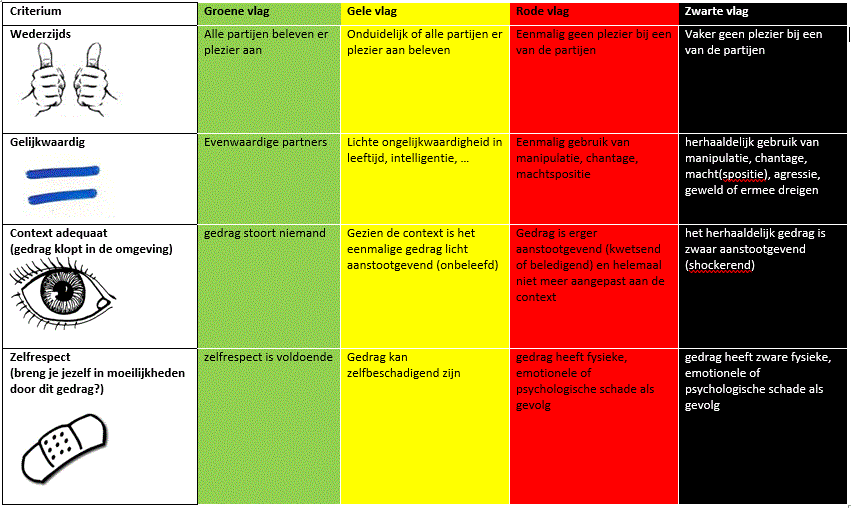 Criterium
Groene vlag
Gele vlag
Rode vlag
Zwarte vlag
Wederzijds
Alle partijen beleven er
plezier aan
Onduidelijk of alle partijen er
plezier aan beleven
Eenmalig geen plezier bij een
van de partijen
Vaker geen plezier bij een
van de partijen
Gelijkwaardig
Evenwaardige partners
Lichte ongelijkwaardigheid in
leeftijd, intelligentie, ...
Eenmalig gebruik van
manipulatie, chantage,
machtspositie
herhaaldelijk gebruik van
manipulatie, chantage,
macht(spositie), agressie,
geweld of ermee dreigen
Context adequaat
(gedrag klopt in de omgeving)
gedrag stoort niemand
Gezien de context is het
eenmalige gedrag licht
aanstootgevend (onbeleefd)
Gedrag is erger
aanstootgevend (kwetsend
of beledigend) en helemaal
niet meer aangepast aan de
context
het herhaaldelijk gedrag is
zwaar aanstootgevend
(shockerend)
Zelfrespect
(breng je jezelf in moeilijkheden
door dit gedrag?)
zelfrespect is voldoende
Gedrag kan
zelfbeschadigend zijn
gedrag heeft fysieke,
emotionele of
psychologische schade als
gevolg
gedrag heeft zware fysieke,
emotionele of
psychologische schade als
gevolg